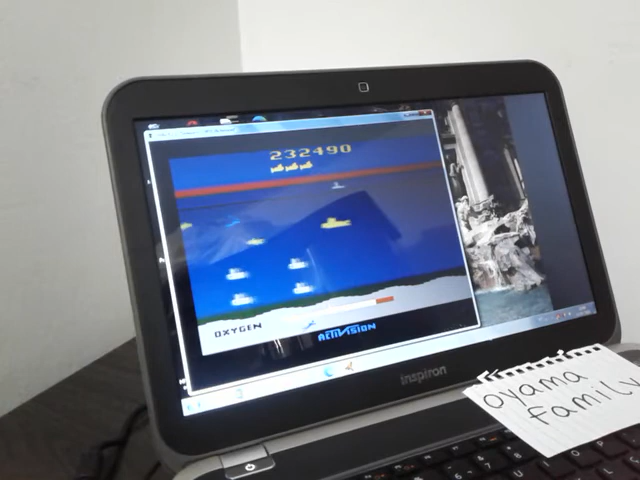 232490
OXYGEN
ACTIVISION
inspiron
oyama
family